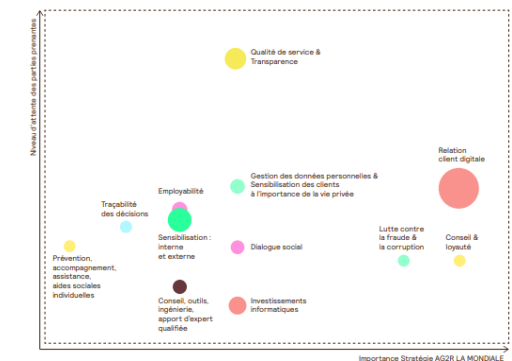 Niveau d'attente des parties prenantes
Qualité de service &
Transparence
Relation
client digitale
Gestion des données personnelles &
Sensibilisation des clients
à l'importance de la vie privée
Employabilité
Traçabilité
des décisions
Sensibilisation :
interne
et externe
Dialogue social
Lutte contre
la fraude &
la corruption
Conseil &
loyauté
Prévention,
accompagnement,
assistance,
aides sociales
individuelles
Conseil, outils,
ingénierie,
apport d'expert
qualifiée
Investissements
informatiques
Importance Stratégie AG2R LA MONDIALE